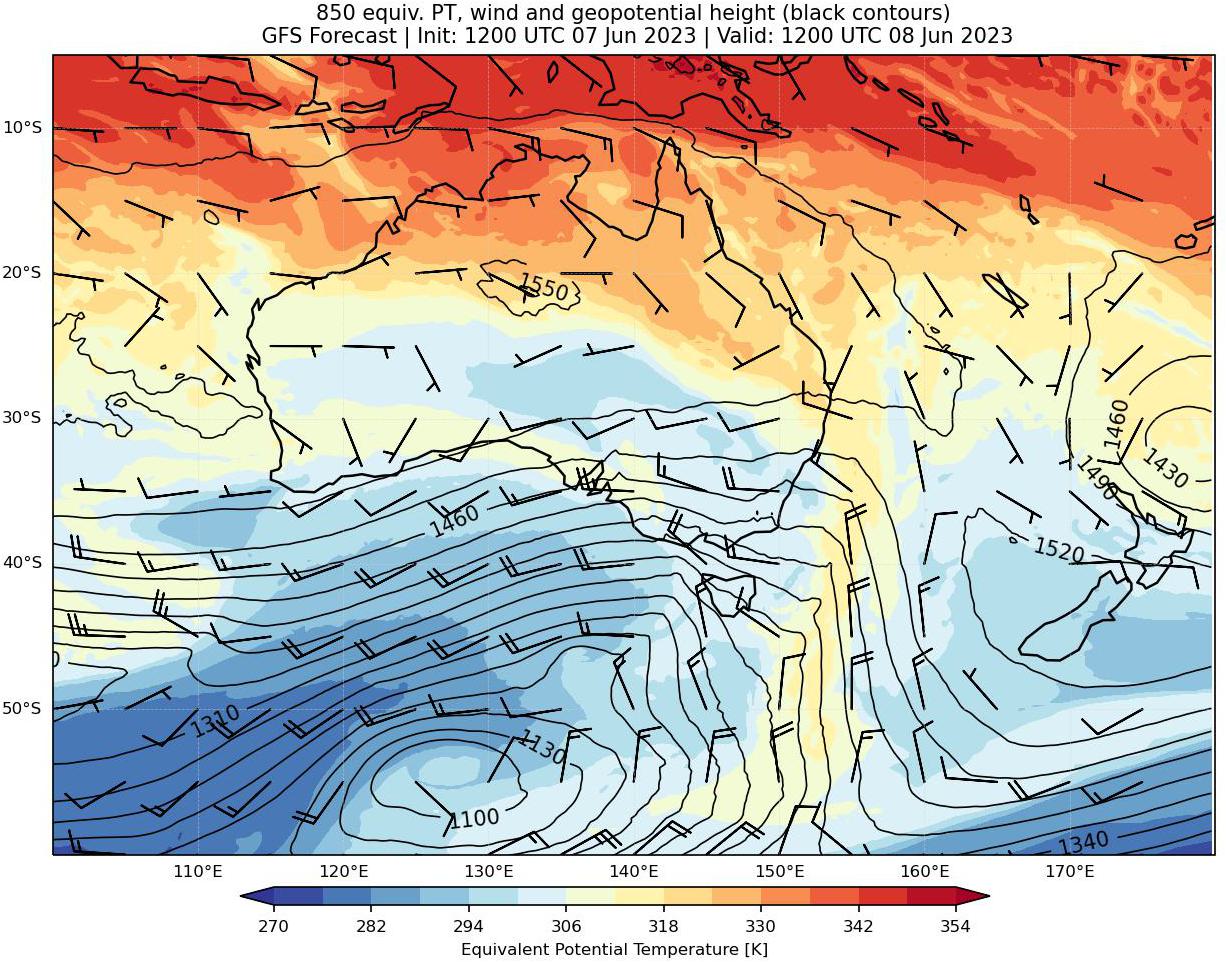 850 equiv. PT, wind and geopotential height (black contours)
GFS Forecast | Init: 1200 UTC 07 Jun 2023 | Valid: 1200 UTC 08 Jun 2023
10°S
20°S
1550
30°S
1460
1430
1490
1460
1520
40°S
0
50°S
1310
1130
1100
1340
110°E 120°E 130°E 140°E 150°E 160°E 170°E
270 282 294 306 318 330 342 354
Equivalent Potential Temperature [K]